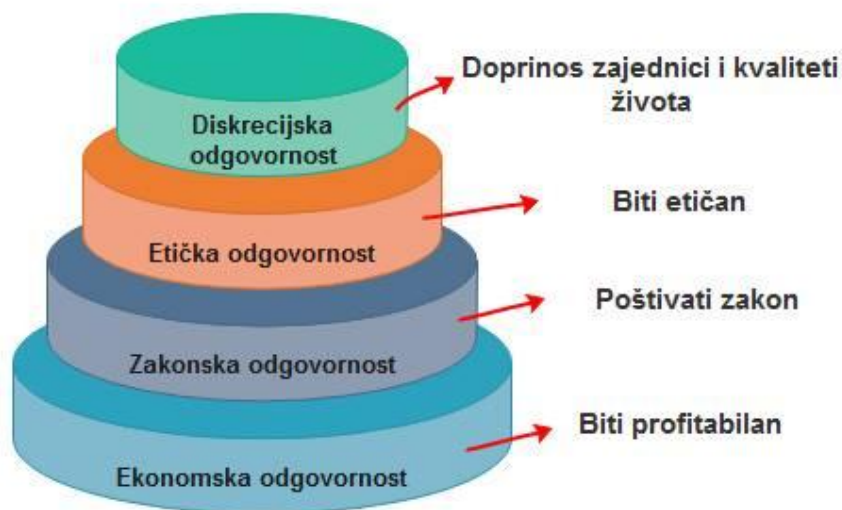 Doprinos zajednici i kvaliteti
života
Diskrecijska
odgovornost
Biti etičan
Etička odgovornost
Poštivati zakon
Zakonska odgovornost
Biti profitabilan
Ekonomska odgovornost